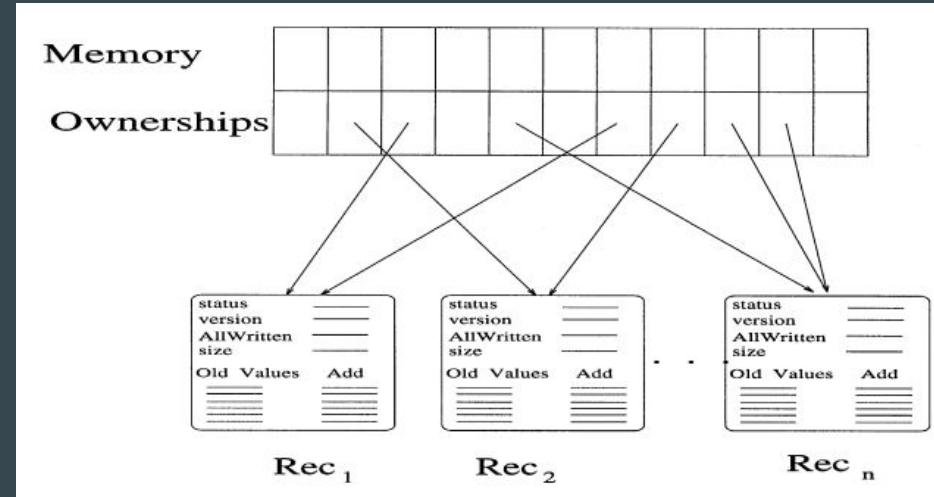 Memory
Ownerships
status
version
AllWritten
size
Old Values Add
Rec 1
status
version
AllWritten
size
Old Values Add
Rec 2
. . .
status
version
AllWritten
size
Old Values Add
Rec n